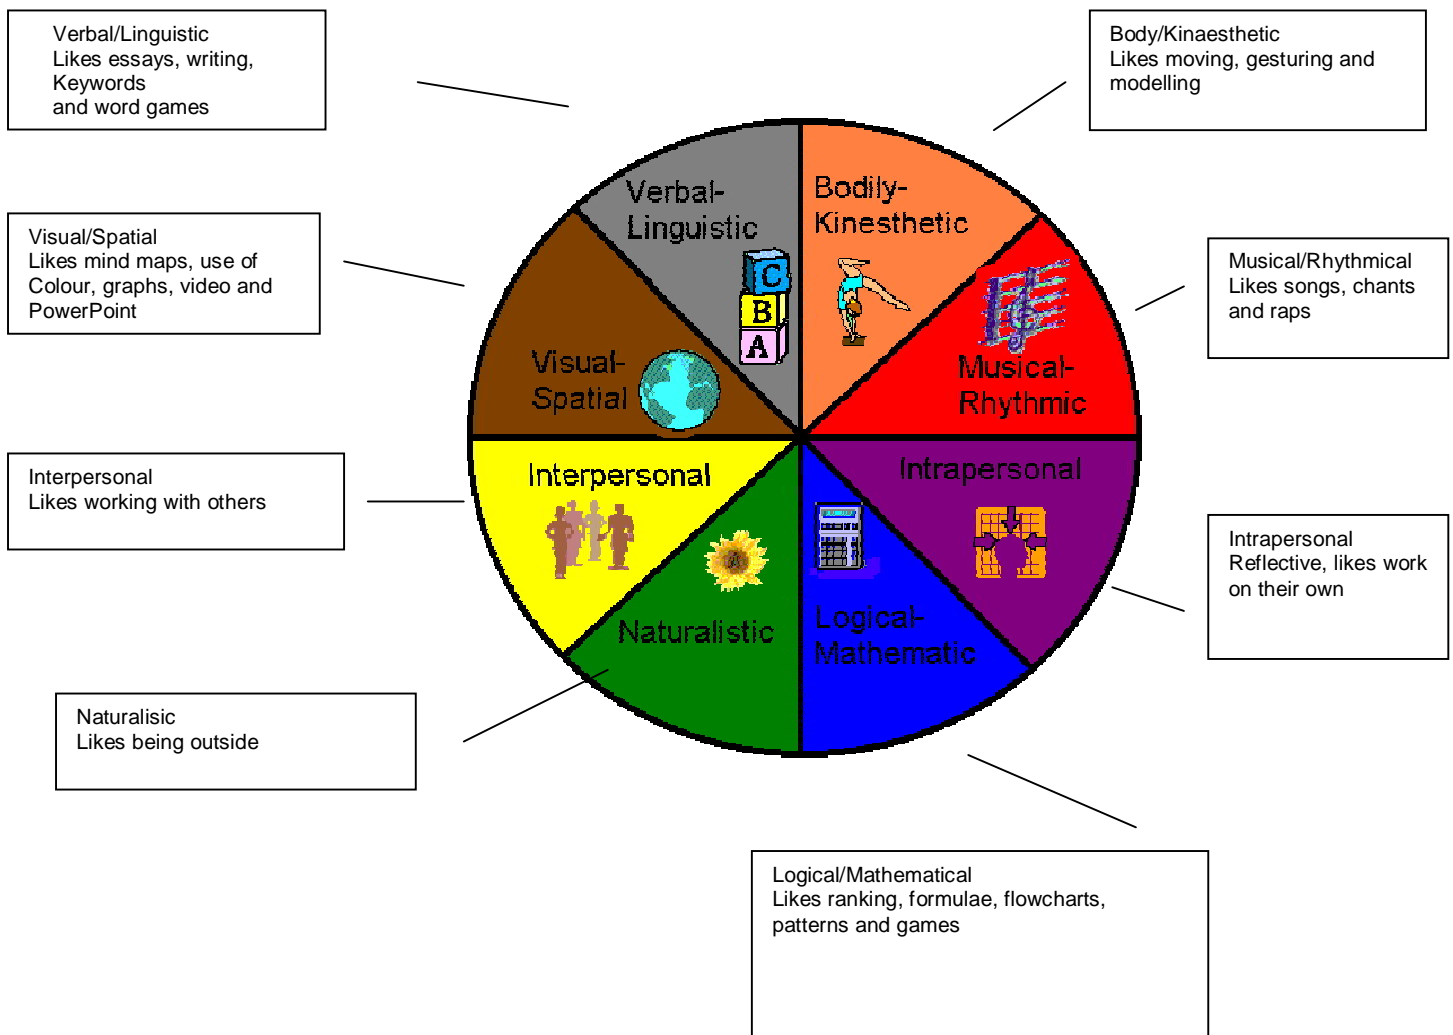 Verbal/Linguistic
Likes essays, writing,
Keywords
and word games
Body/Kinaesthetic
Likes moving, gesturing and
modelling
Visual/Spatial
Likes mind maps, use of
Colour, graphs, video and
PowerPoint
Musical/Rhythmical
Likes songs, chants
and raps
Interpersonal
Likes working with others
Intrapersonal
Reflective, likes work
on their own
Naturalisic
Likes being outside
Logical/Mathematical
Likes ranking, formulae, flowcharts,
patterns and games
Verbal-
Linguistic
C
B
A
Bodily-
Kinesthetic
Visual-
Spatial
Musical-
Rhythmic
Interpersonal
Intrapersonal
Naturalistic
Logical-
Mathematic